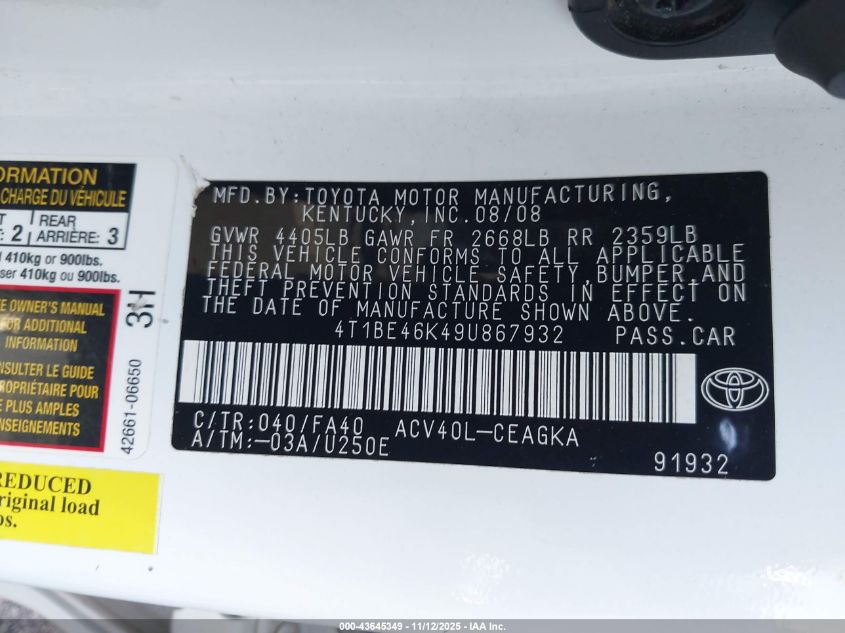 ORMATION
CHARGE DU VÉHICULE
2 REAR
ARRIÈRE: 3
410kg or 900lbs.
ser 410kg ou 900lbs.
OWNER'S MANUAL
FOR ADDITIONAL
INFORMATION
NSULTER LE GUIDE
ROPRIÉTAIRE POUR
E PLUS AMPLES
ENSEIGNEMENTS
3H
42661-06650
REDUCED
riginal load
os.
MFD. BY:TOYOTA MOTOR MANUFACTURING,
KENTUCKY, INC. 08/08
GVWR 4405LB GAWR FR 2668LB RR 2359LB
THIS VEHICLE CONFORMS TO ALL APPLICABLE
FEDERAL MOTOR VEHICLE SAFETY, BUMPER, AND
THEFT PREVENTION STANDARDS IN EFFECT ON
THE DATE OF MANUFACTURE SHOWN ABOVE.
4T1BE46K49U867932 PASS.CAR
C/TR: 040/FA40 ACV40L-CEAGKA
A/TM:-03A/U250E
91932
000-43645349 - 11/12/2025 - IAA Inc.